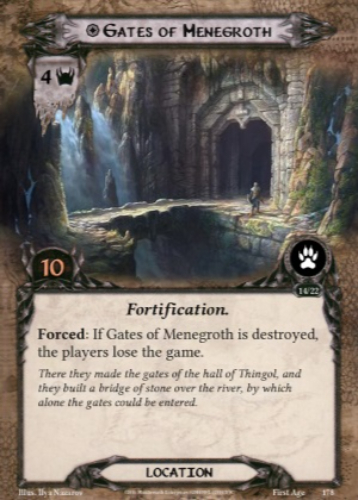 Gates of Menegroth
4
10
14/22
Fortification.
Forced: If Gates of Menegroth is destroyed,
the players lose the game.
There they made the gates of the hall of Thingol, and
they built a bridge of stone over the river, by which
alone the gates could be entered.
LOCATION
First Age
178